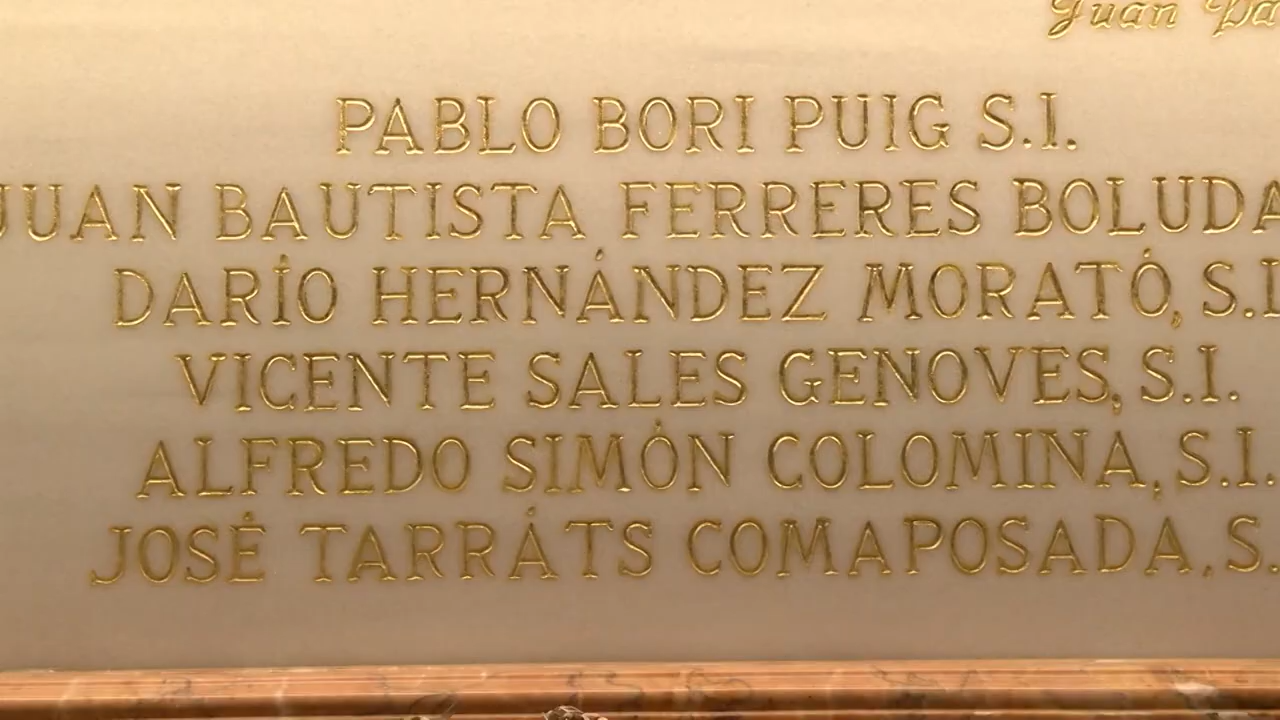 Juan
PABLO BORI PUIG S.I.
JUAN BAUTISTA FERRERES BOLUDA
DARÍO HERNÁNDEZ MORATÓ, S.I
VICENTE SALES GENOVES, S.I.
ALFREDO SIMÓN COLOMINA, S.I.
JOSÉ TARRÁTS COMAPOSADA, S.